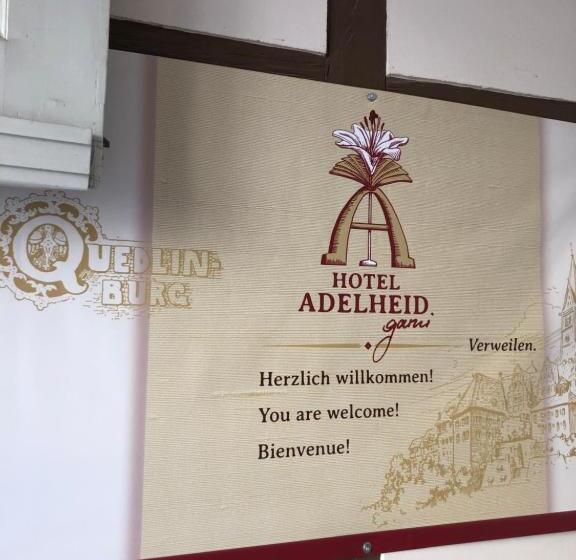 QUEDLIN-
BURG
A
HOTEL
ADELHEID.
garni
Verweilen.
Herzlich willkommen!
You are welcome!
Bienvenue!